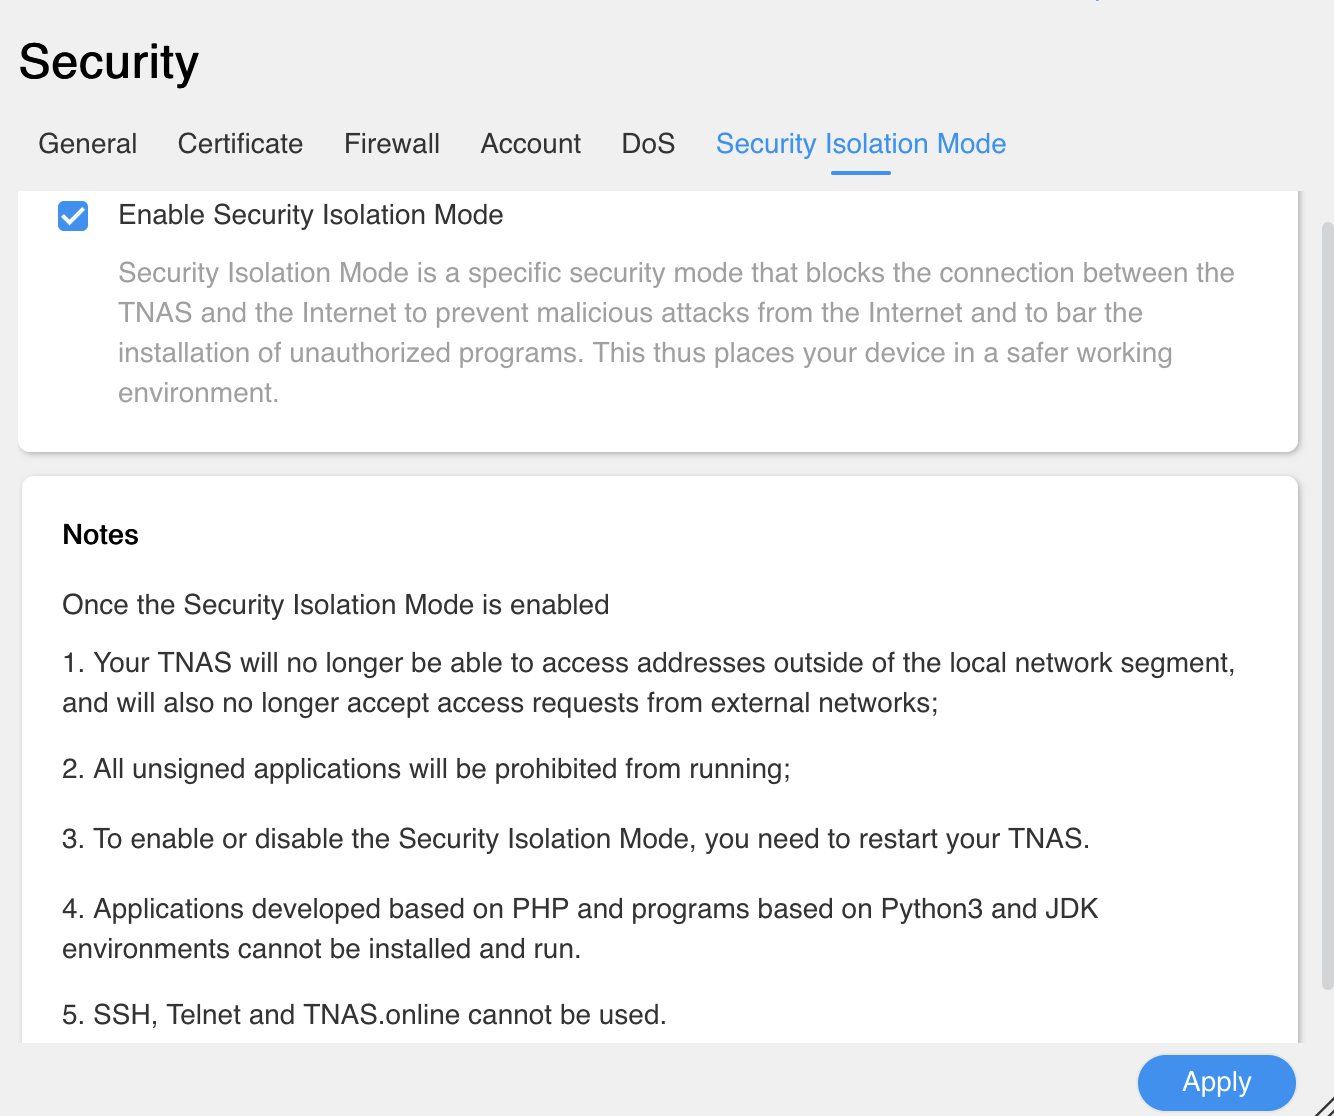 Security
General Certificate Firewall Account DoS Security Isolation Mode
Enable Security Isolation Mode
Security Isolation Mode is a specific security mode that blocks the connection between the
TNAS and the Internet to prevent malicious attacks from the Internet and to bar the
installation of unauthorized programs. This thus places your device in a safer working
environment.
Notes
Once the Security Isolation Mode is enabled
1. Your TNAS will no longer be able to access addresses outside of the local network segment,
and will also no longer accept access requests from external networks;
2. All unsigned applications will be prohibited from running;
3. To enable or disable the Security Isolation Mode, you need to restart your TNAS.
4. Applications developed based on PHP and programs based on Python3 and JDK
environments cannot be installed and run.
5. SSH, Telnet and TNAS.online cannot be used.
Apply